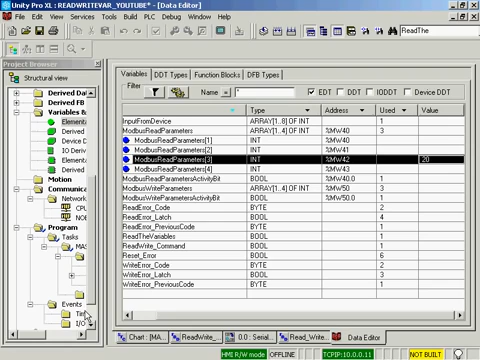 Unity Pro XL : READWRITEVAR_YOUTUBE* - [Data Editor]
File Edit View Services Tools Build PLC Debug Window Help
ReadThe
Project Browser
Structural view
Derived Data
Derived FB
Variables &
Elementa
Derived
Device D
IO Deriv
Elementa
Derived
Motion
Communica
Network
CPU
NOE
Program
Tasks
MAS
Events
Tim
I/O
Variables DDT Types Function Blocks DFB Types
Filter
Name = *
EDT DDT IODDT Device DDT
Name Type Address Used Value
InputFromDevice ARRAY[1..8] OF INT 1
ModbusReadParameters ARRAY[1..4] OF INT %MW40 3
ModbusReadParameters[1] INT %MW40
ModbusReadParameters[2] INT %MW41
ModbusReadParameters[3] INT %MW42 20
ModbusReadParameters[4] INT %MW43
ModbusReadParametersActivityBit BOOL %MW40.0 1
ModbusWriteParameters ARRAY[1..4] OF INT %MW50 3
ModbusWriteParametersActivityBit BOOL %MW50.0 1
ReadError_Code BYTE 2
ReadError_Latch BOOL 4
ReadError_PreviousCode BYTE 1
ReadTheVariables BOOL 1
ReadWrite_Command BOOL 1
Reset_Error BOOL 6
WriteError_Code BYTE 2
WriteError_Latch BOOL 3
WriteError_PreviousCode BYTE 1
Chart : [MA... ReadWrite_... 0.0 : Serial... Read_Write... Data Editor
HMI R/W mode OFFLINE TCPIP:10.0.0.11 NOT BUILT